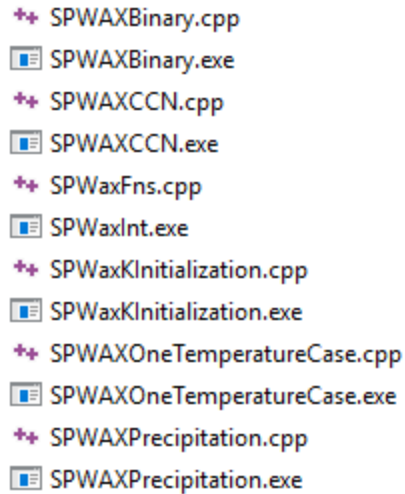 SPWAXBinary.cpp
SPWAXBinary.exe
SPWAXCCN.cpp
SPWAXCCN.exe
SPWaxFns.cpp
SPWaxInt.exe
SPWaxKInitialization.cpp
SPWaxKInitialization.exe
SPWAXOneTemperatureCase.cpp
SPWAXOneTemperatureCase.exe
SPWAXPrecipitation.cpp
SPWAXPrecipitation.exe